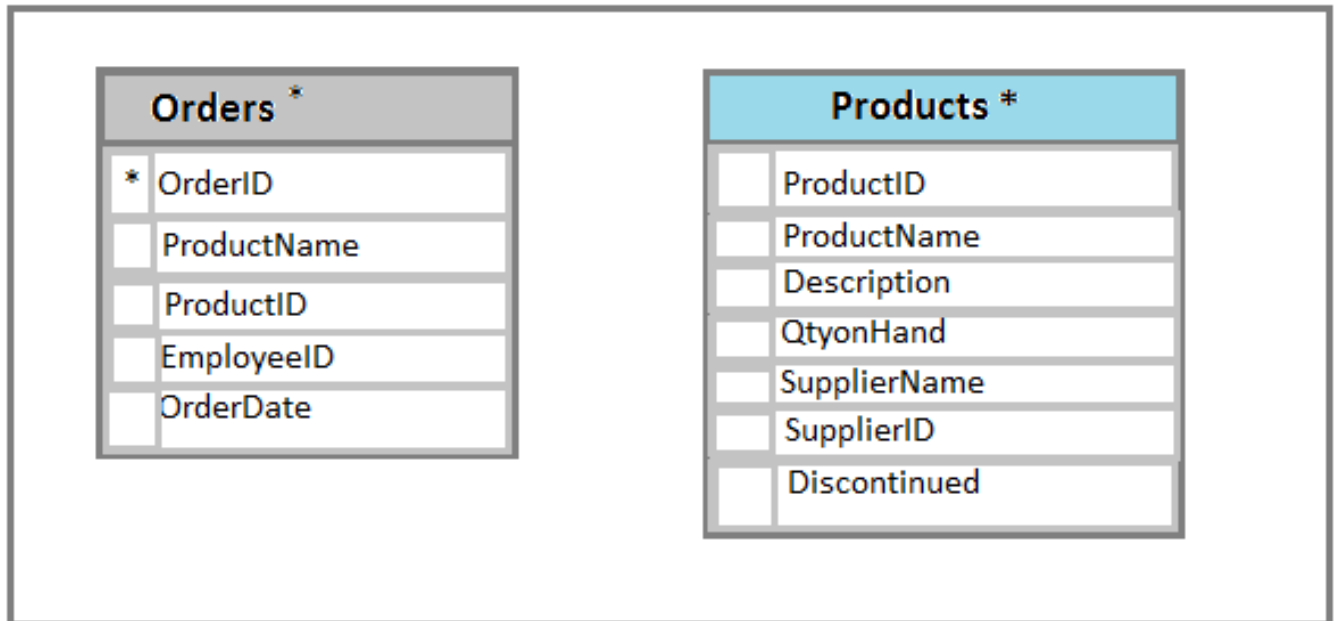 Orders *
* OrderID
ProductName
ProductID
EmployeeID
OrderDate
Products *
ProductID
ProductName
Description
QtyonHand
SupplierName
SupplierID
Discontinued